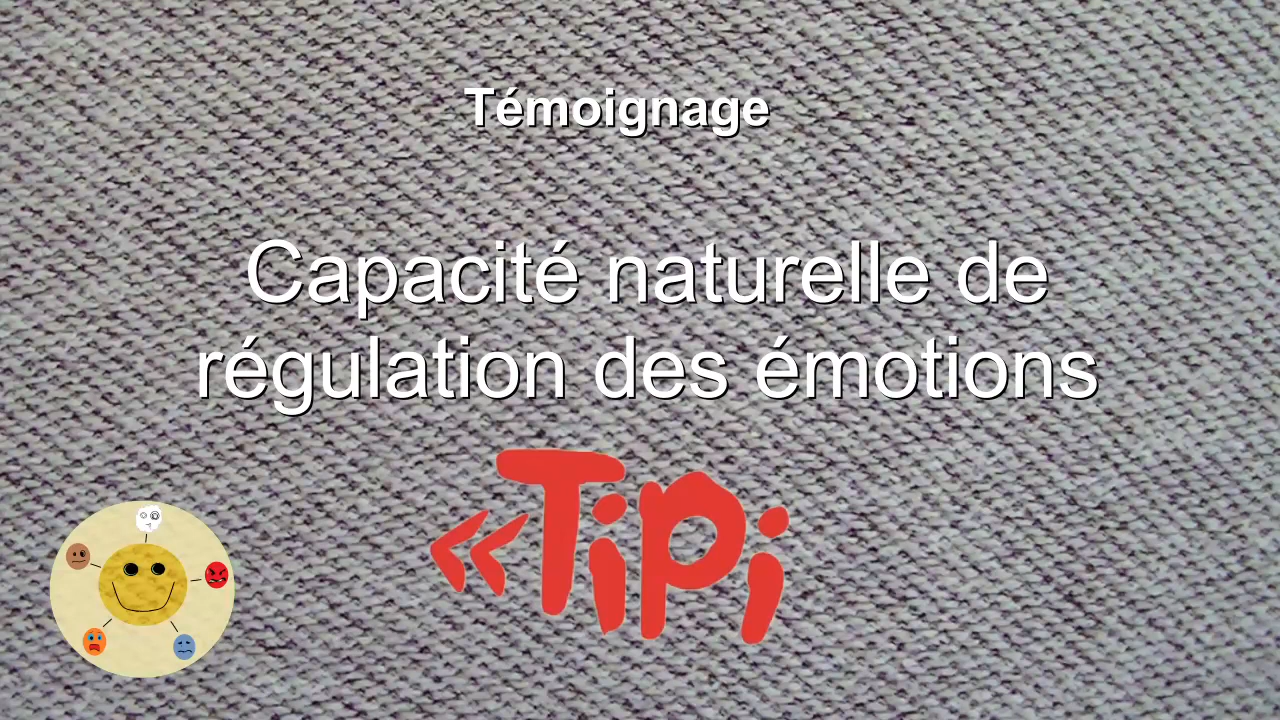 Témoignage
Capacité naturelle de
régulation des émotions
«Tipi